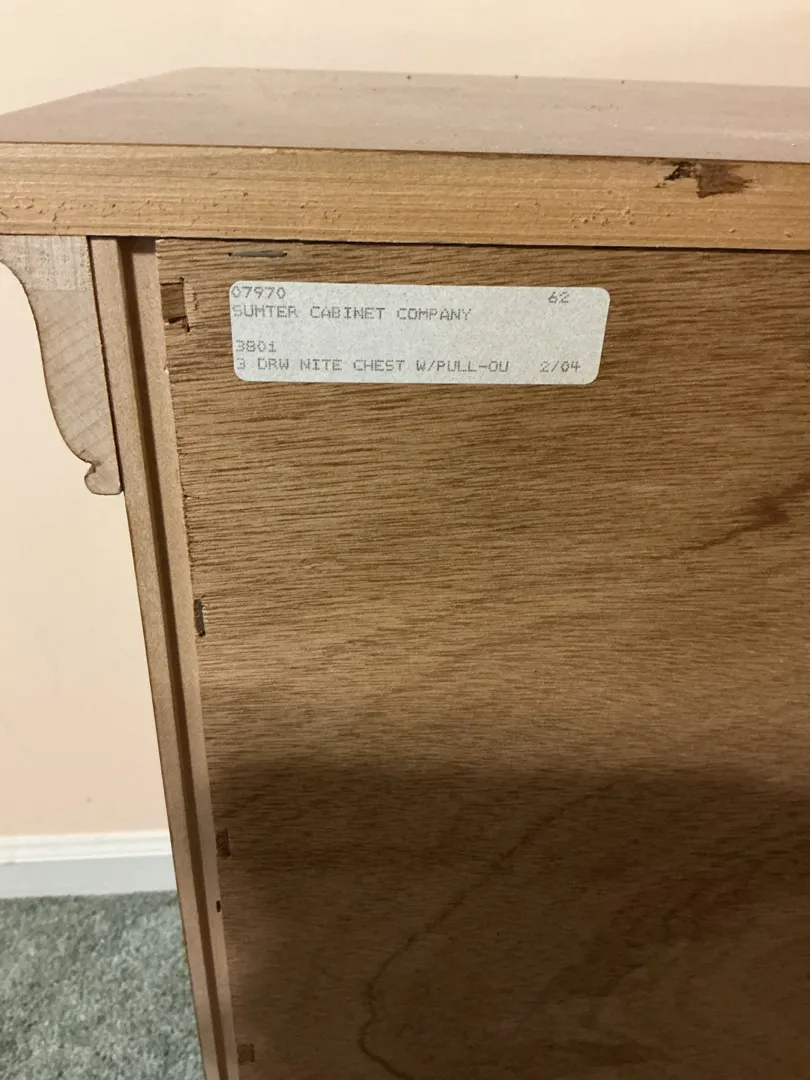 07970 62
SUMTER CABINET COMPANY
3801
3 DRW NITE CHEST W/PULL-OU 2/04